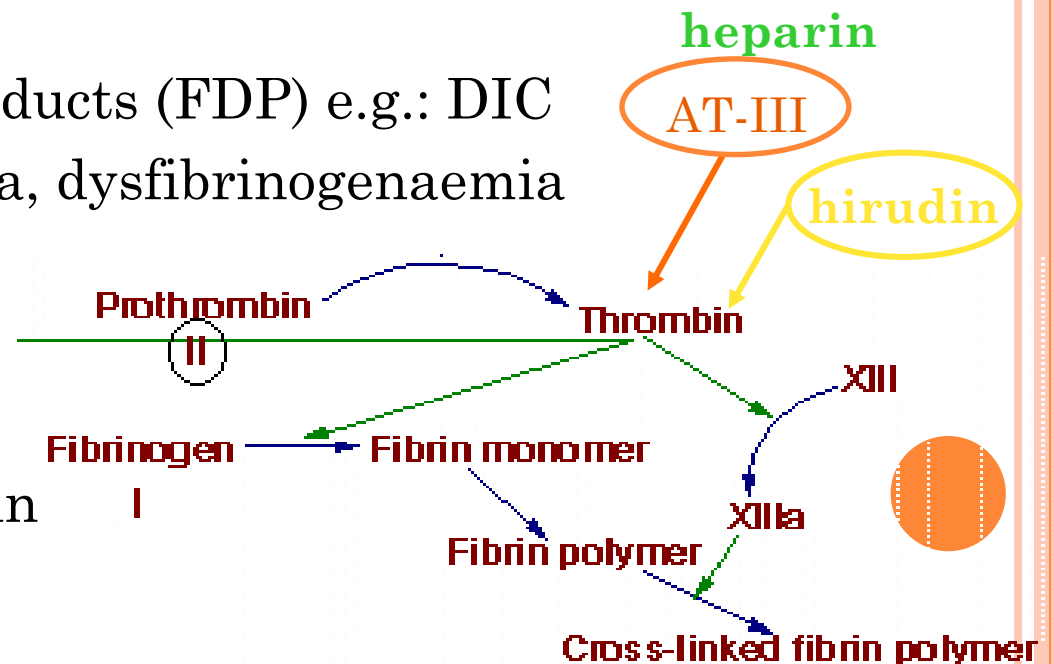 heparin
ducts (FDP) e.g.: DIC
AT-III
a, dysfibrinogenaemia
hirudin
Prothrombin
Thrombin
II
XIII
Fibrinogen
Fibrin monomer
I
in
XIIIa
Fibrin polymer
Cross-linked fibrin polymer